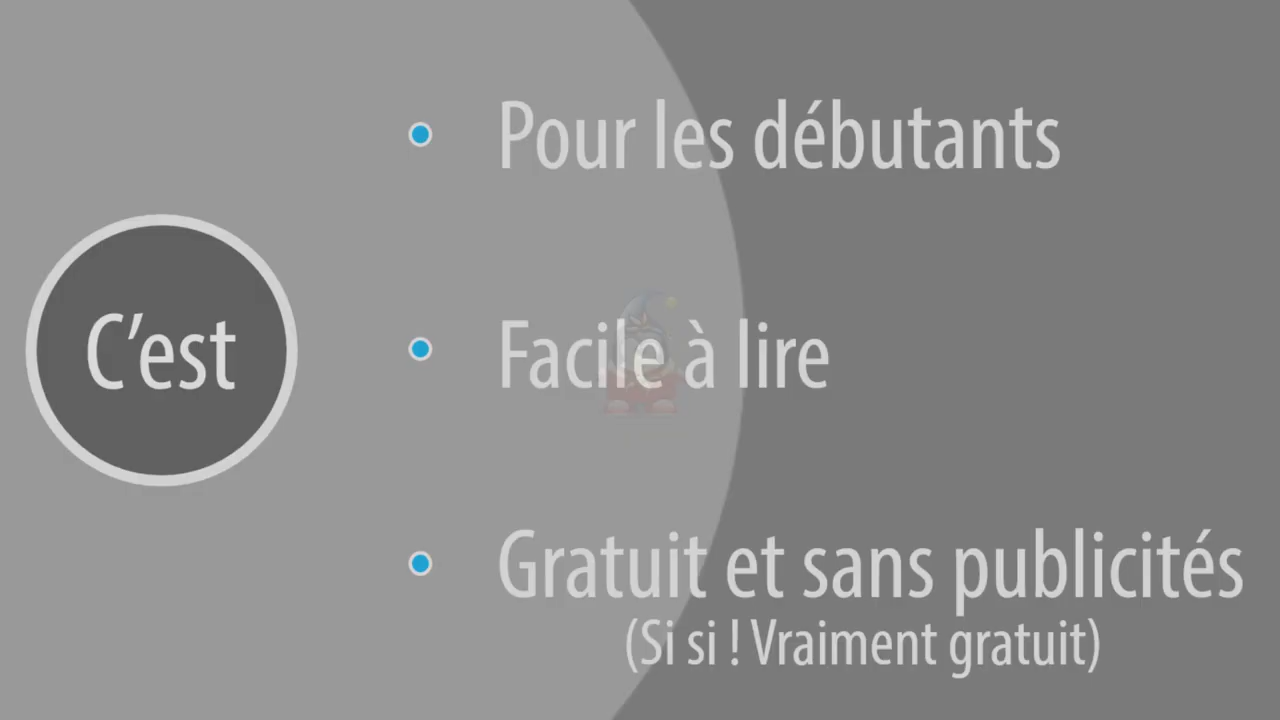 C’est
Pour les débutants
Facile à lire
Gratuit et sans publicités
(Si si ! Vraiment gratuit)